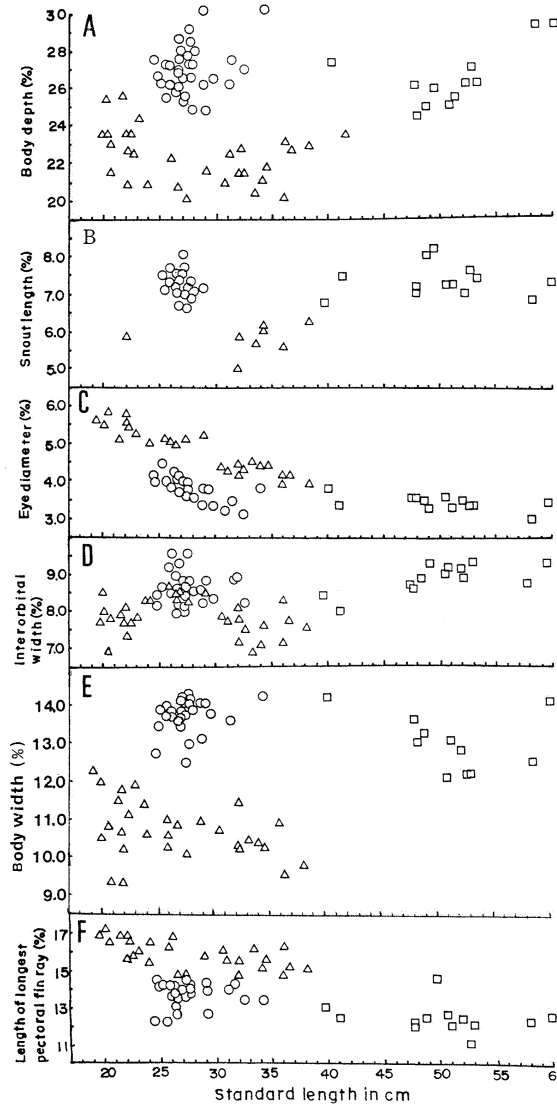 A
Body depth (%)
30
28
26
24
22
20
B
Snout length (%)
8.0
7.0
6.0
5.0
C
Eye diameter (%)
6.0
5.0
4.0
3.0
D
Interorbital
width (%)
9.0
8.0
7.0
E
Body width (%)
14.0
13.0
12.0
11.0
10.0
9.0
F
Length of longest
pectoral fin ray (%)
17
15
13
11
20 25 30 35 40 45 50 55 6
Standard length in cm